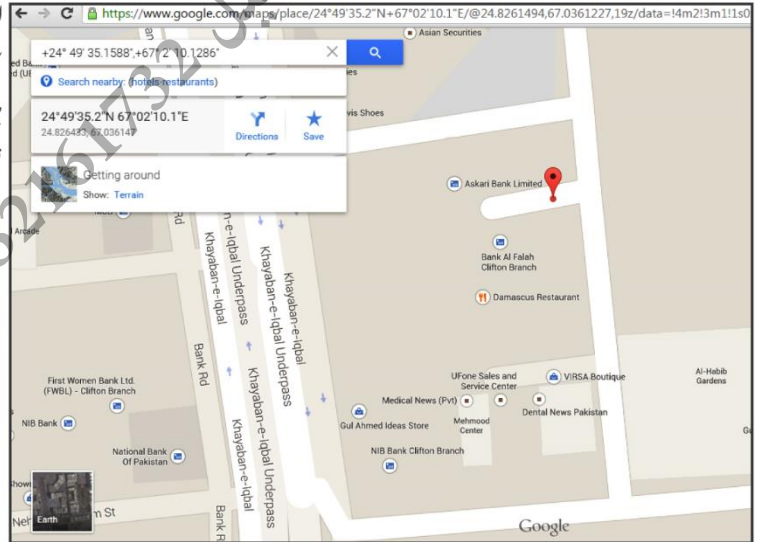 https://www.google.com/maps/place/24°49'35.2"N+67°02'10.1"E/@24.8261494,67.0361227,19z/data=!4m2!3m1!1s0
+24° 49' 35.1588",+67° 2' 10.1286"
Search nearby: (hotels-restaurants)
24°49'35.2"N 67°02'10.1"E
24.826433, 67.036147
Directions
Save
Getting around
Show: Terrain
Asian Securities
vis Shoes
Askari Bank Limited
Bank Al Falah
Clifton Branch
Damascus Restaurant
Khayaban-e-Iqbal
n-e-Iqbal Underpass
Khayaban-e-Iqbal Underpass
Khayaban-e-Iqbal
Bank Rd
Khayaban-e-Iqbal
Khayaban-e-Iqbal Underpass
First Women Bank Ltd.
(FWBL) - Clifton Branch
NIB Bank
National Bank
Of Pakistan
UFone Sales and
Service Center
VIRSA Boutique
Al-Habib
Gardens
Medical News (Pvt)
Mehmood
Center
Dental News Pakistan
Gul Ahmed Ideas Store
NIB Bank Clifton Branch
Earth
m St
Bank R
Google